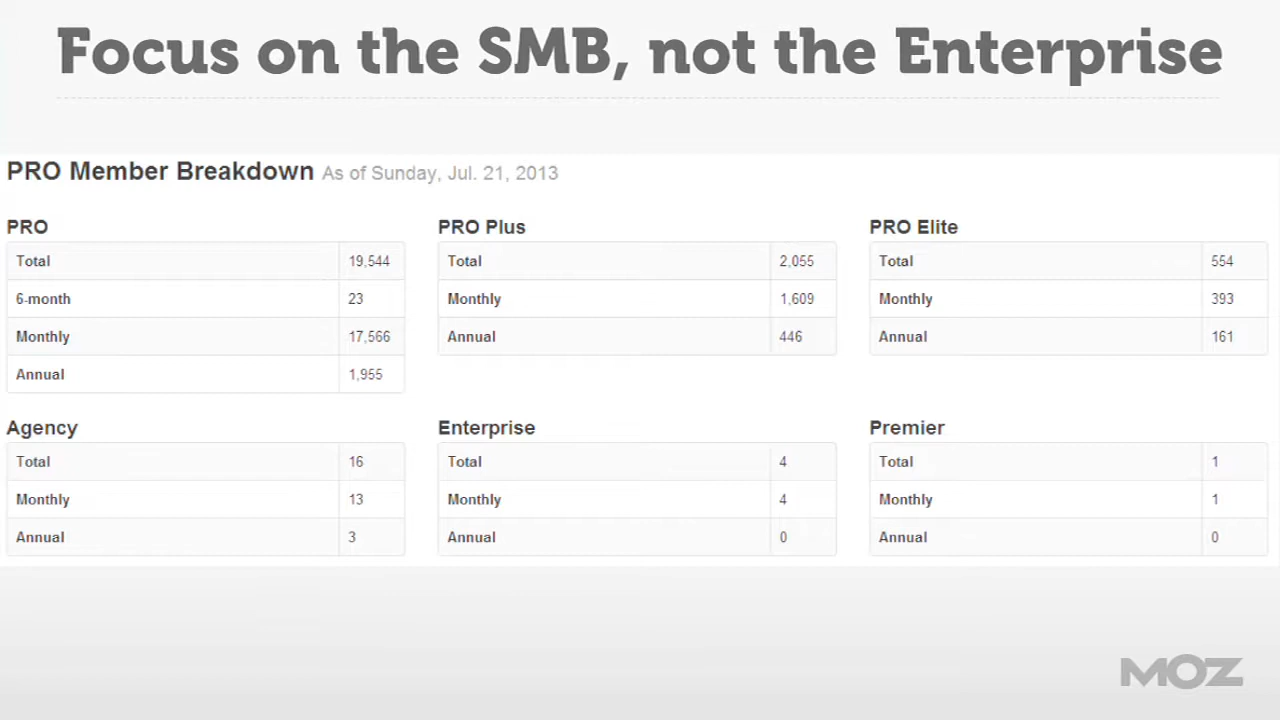 Focus on the SMB, not the Enterprise
PRO Member Breakdown As of Sunday, Jul. 21, 2013
PRO
Total 19,544
6-month 23
Monthly 17,566
Annual 1,955
PRO Plus
Total 2,055
Monthly 1,609
Annual 446
PRO Elite
Total 554
Monthly 393
Annual 161
Agency
Total 16
Monthly 13
Annual 3
Enterprise
Total 4
Monthly 4
Annual 0
Premier
Total 1
Monthly 1
Annual 0
MOZ